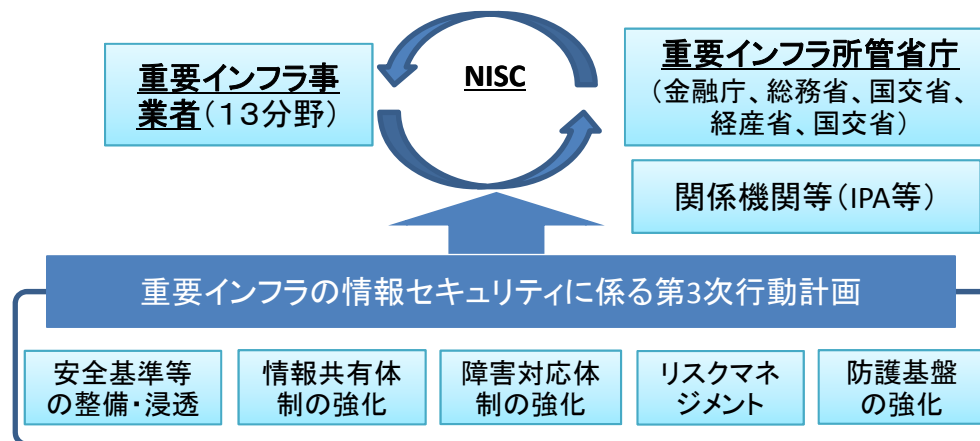 重要インフラ事
業者(13分野)
NISC
重要インフラ所管省庁
(金融庁、総務省、国交省、
経産省、国交省)
関係機関等(IPA等)
重要インフラの情報セキュリティに係る第3次行動計画
安全基準等
の整備・浸透
情報共有体
制の強化
障害対応体
制の強化
リスクマネ
ジメント
防護基盤
の強化